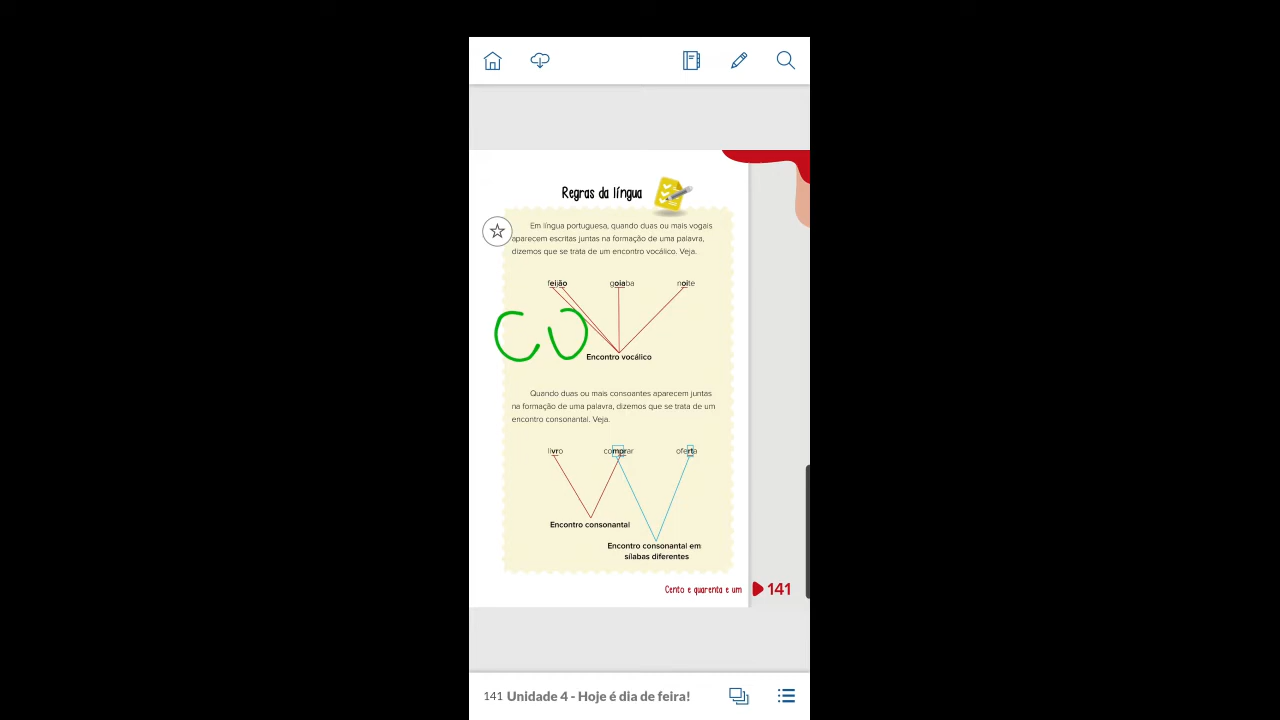 Regras da língua
Em língua portuguesa, quando duas ou mais vogais
aparecem escritas juntas na formação de uma palavra,
dizemos que se trata de um encontro vocálico. Veja.
feijão goiaba noite
Encontro vocálico
Quando duas ou mais consoantes aparecem juntas
na formação de uma palavra, dizemos que se trata de um
encontro consonantal. Veja.
livro comprar oferta
Encontro consonantal
Encontro consonantal em
sílabas diferentes
Cento e quarenta e um 141
141 Unidade 4 - Hoje é dia de feira!